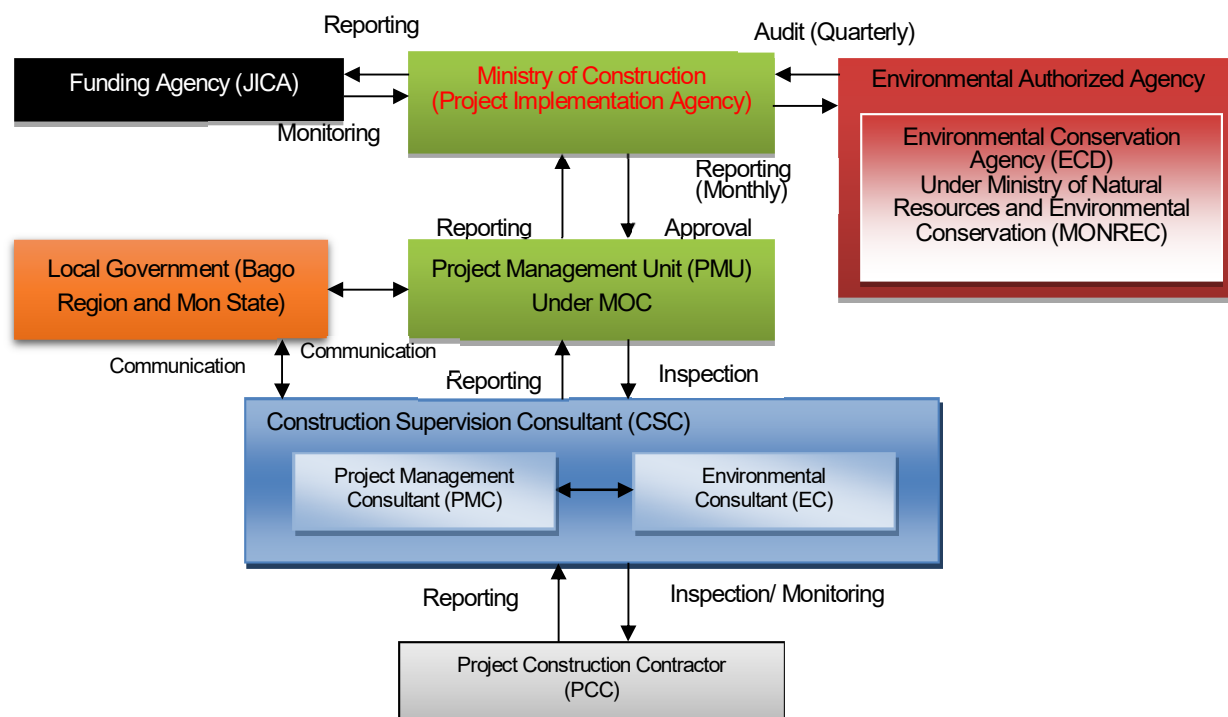 Reporting
Audit (Quarterly)
Funding Agency (JICA)
Ministry of Construction
(Project Implementation Agency)
Environmental Authorized Agency
Monitoring
Environmental Conservation
Agency (ECD)
Under Ministry of Natural
Resources and Environmental
Conservation (MONREC)
Reporting
(Monthly)
Reporting
Approval
Local Government (Bago
Region and Mon State)
Project Management Unit (PMU)
Under MOC
Communication
Communication
Reporting
Inspection
Construction Supervision Consultant (CSC)
Project Management
Consultant (PMC)
Environmental
Consultant (EC)
Reporting
Inspection/ Monitoring
Project Construction Contractor
(PCC)